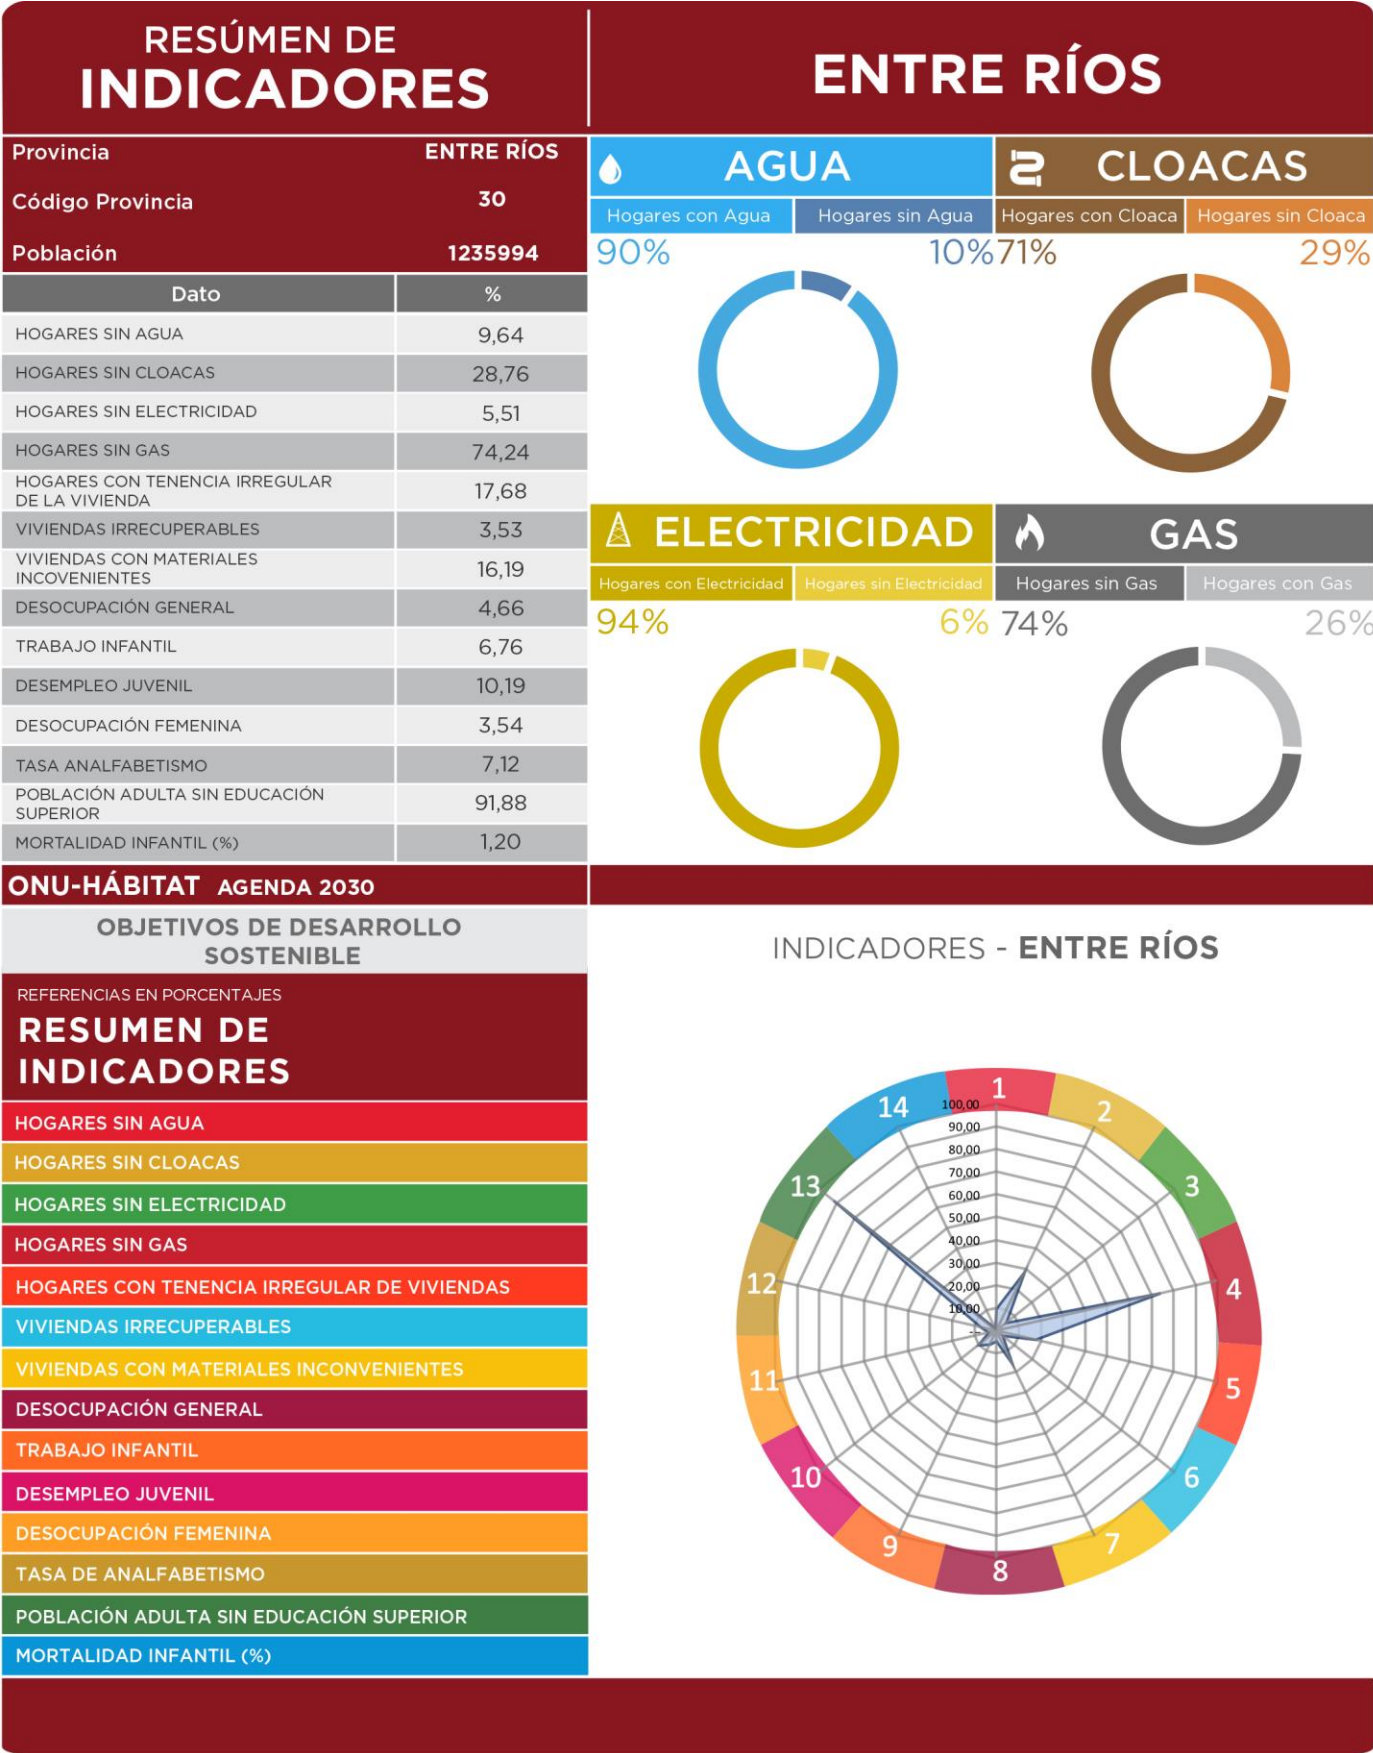 RESÚMEN DE
INDICADORES
ENTRE RÍOS
Provincia ENTRE RÍOS
Código Provincia 30
Población 1235994
Dato %
HOGARES SIN AGUA 9,64
HOGARES SIN CLOACAS 28,76
HOGARES SIN ELECTRICIDAD 5,51
HOGARES SIN GAS 74,24
HOGARES CON TENENCIA IRREGULAR
DE LA VIVIENDA 17,68
VIVIENDAS IRRECUPERABLES 3,53
VIVIENDAS CON MATERIALES
INCOVENIENTES 16,19
DESOCUPACIÓN GENERAL 4,66
TRABAJO INFANTIL 6,76
DESEMPLEO JUVENIL 10,19
DESOCUPACIÓN FEMENINA 3,54
TASA ANALFABETISMO 7,12
POBLACIÓN ADULTA SIN EDUCACIÓN
SUPERIOR 91,88
MORTALIDAD INFANTIL (%) 1,20
AGUA
Hogares con Agua Hogares sin Agua
90% 10%
CLOACAS
Hogares con Cloaca Hogares sin Cloaca
71% 29%
ELECTRICIDAD
Hogares con Electricidad Hogares sin Electricidad
94% 6%
GAS
Hogares sin Gas Hogares con Gas
74% 26%
ONU-HÁBITAT AGENDA 2030
OBJETIVOS DE DESARROLLO
SOSTENIBLE
REFERENCIAS EN PORCENTAJES
RESUMEN DE
INDICADORES
HOGARES SIN AGUA
HOGARES SIN CLOACAS
HOGARES SIN ELECTRICIDAD
HOGARES SIN GAS
HOGARES CON TENENCIA IRREGULAR DE VIVIENDAS
VIVIENDAS IRRECUPERABLES
VIVIENDAS CON MATERIALES INCONVENIENTES
DESOCUPACIÓN GENERAL
TRABAJO INFANTIL
DESEMPLEO JUVENIL
DESOCUPACIÓN FEMENINA
TASA DE ANALFABETISMO
POBLACIÓN ADULTA SIN EDUCACIÓN SUPERIOR
MORTALIDAD INFANTIL (%)
INDICADORES - ENTRE RÍOS
1
2
3
4
5
6
7
8
9
10
11
12
13
14
100,00
90,00
80,00
70,00
60,00
50,00
40,00
30,00
20,00
10,00
-